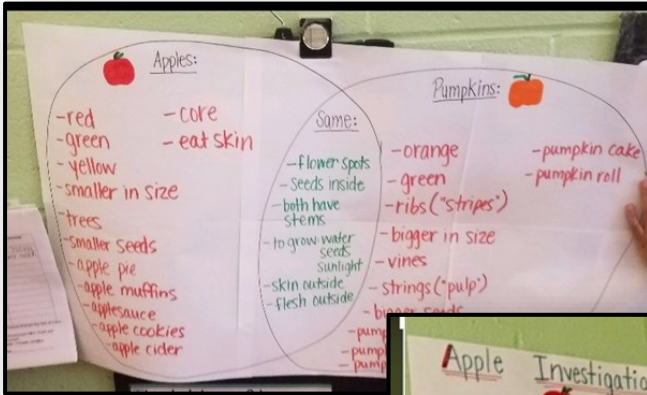 Apples:
-red
-green
-yellow
-smaller in size
-trees
-smaller seeds
-apple pie
-apple muffins
-applesauce
-apple cookies
-apple cider
-core
-eat skin
Same:
-flower spots
-seeds inside
-both have
stems
-to grow: water
seeds
sunlight
-skin outside
-flesh outside
Pumpkins:
-orange
-green
-ribs ("stripes")
-bigger in size
-vines
-strings ("pulp")
-pumpkin cake
-pumpkin roll
Apple